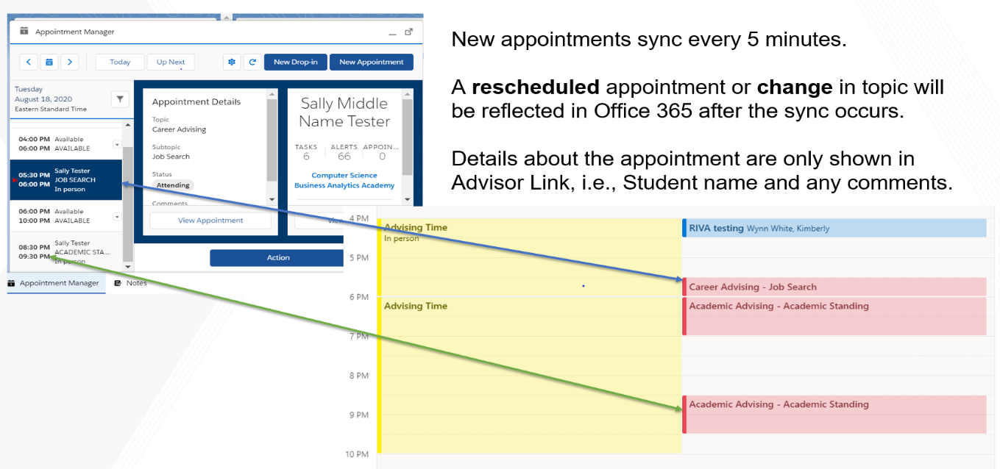 Appointment Manager
Today
Up Next
New Drop-in
New Appointment
Tuesday
August 18, 2020
Eastern Standard Time
04:00 PM Available
06:00 PM AVAILABLE
05:30 PM Sally Tester
06:00 PM JOB SEARCH
In person
06:00 PM Available
10:00 PM AVAILABLE
08:30 PM Sally Tester
09:30 PM ACADEMIC STA...
In person
Appointment Details
Topic
Career Advising
Subtopic
Job Search
Status
Attending
Comments
View Appointment
Sally Middle
Name Tester
TASKS ALERTS APPOIN...
6 66 0
Computer Science
Business Analytics Academy
Action
Appointment Manager
Notes
New appointments sync every 5 minutes.
A rescheduled appointment or change in topic will
be reflected in Office 365 after the sync occurs.
Details about the appointment are only shown in
Advisor Link, i.e., Student name and any comments.
4 PM
Advising Time
In person
RIVA testing Wynn White, Kimberly
5 PM
Career Advising - Job Search
6 PM
Advising Time
Academic Advising - Academic Standing
7 PM
8 PM
Academic Advising - Academic Standing
9 PM
10 PM